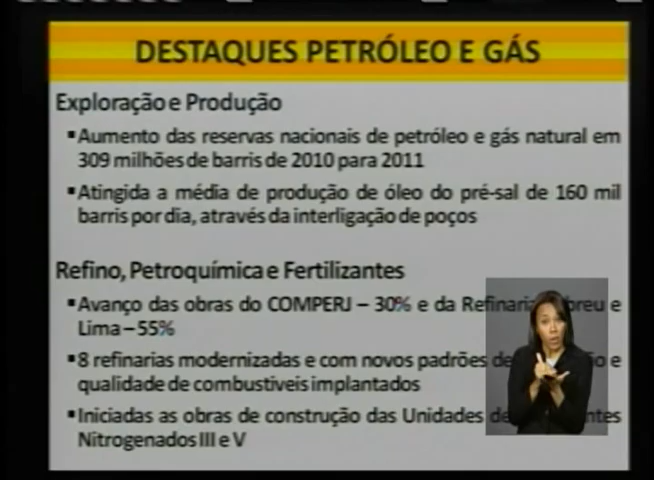 DESTAQUES PETRÓLEO E GÁS
Exploração e Produção
▪Aumento das reservas nacionais de petróleo e gás natural em
309 milhões de barris de 2010 para 2011
▪Atingida a média de produção de óleo do pré-sal de 160 mil
barris por dia, através da interligação de poços
Refino, Petroquímica e Fertilizantes
▪Avanço das obras do COMPERJ – 30% e da Refinaria e
Lima – 55%
▪8 refinarias modernizadas e com novos padrões de e
qualidade de combustíveis implantados
▪Iniciadas as obras de construção das Unidades de
Nitrogenados III e V